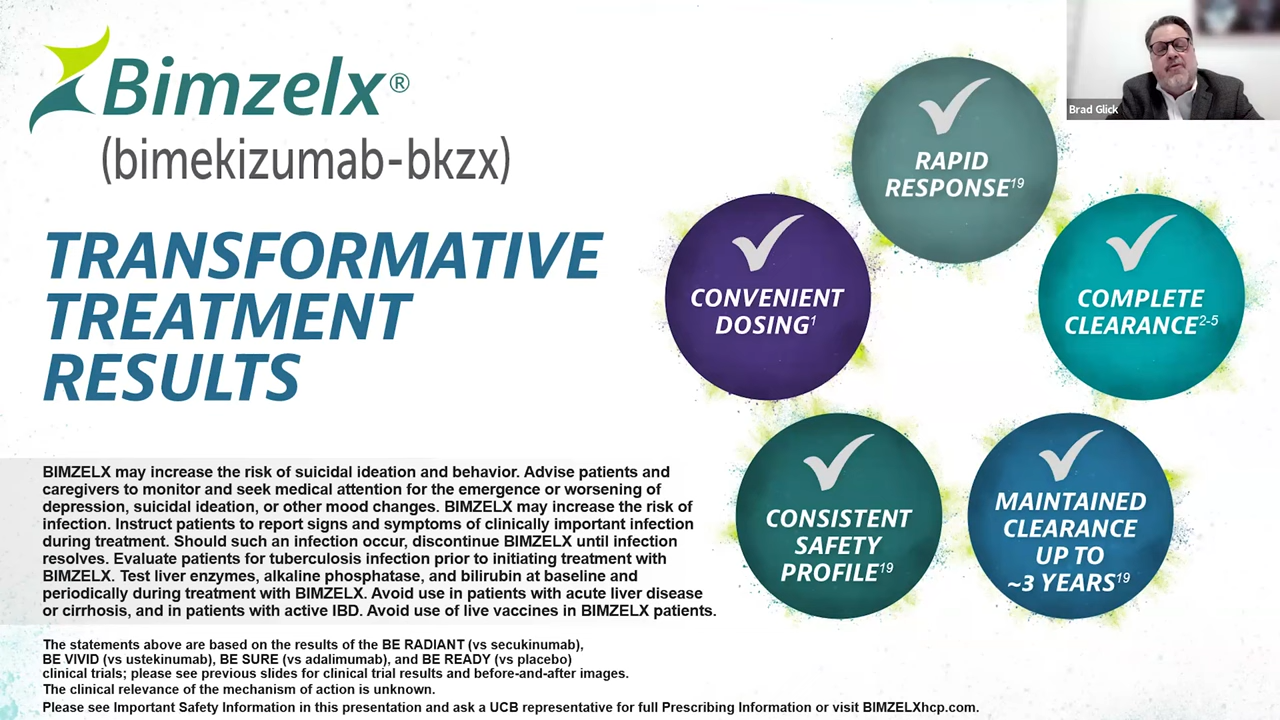 Bimzelx®
(bimekizumab-bkzx)
TRANSFORMATIVE
TREATMENT
RESULTS
BIMZELX may increase the risk of suicidal ideation and behavior. Advise patients and
caregivers to monitor and seek medical attention for the emergence or worsening of
depression, suicidal ideation, or other mood changes. BIMZELX may increase the risk of
infection. Instruct patients to report signs and symptoms of clinically important infection
during treatment. Should such an infection occur, discontinue BIMZELX until infection
resolves. Evaluate patients for tuberculosis infection prior to initiating treatment with
BIMZELX. Test liver enzymes, alkaline phosphatase, and bilirubin at baseline and
periodically during treatment with BIMZELX. Avoid use in patients with acute liver disease
or cirrhosis, and in patients with active IBD. Avoid use of live vaccines in BIMZELX patients.
The statements above are based on the results of the BE RADIANT (vs secukinumab),
BE VIVID (vs ustekinumab), BE SURE (vs adalimumab), and BE READY (vs placebo)
clinical trials; please see previous slides for clinical trial results and before-and-after images.
The clinical relevance of the mechanism of action is unknown.
Please see Important Safety Information in this presentation and ask a UCB representative for full Prescribing Information or visit BIMZELXhcp.com.
RAPID
RESPONSE19
CONVENIENT
DOSING1
COMPLETE
CLEARANCE2-5
CONSISTENT
SAFETY
PROFILE19
MAINTAINED
CLEARANCE
UP TO
~3 YEARS19
Brad Glick